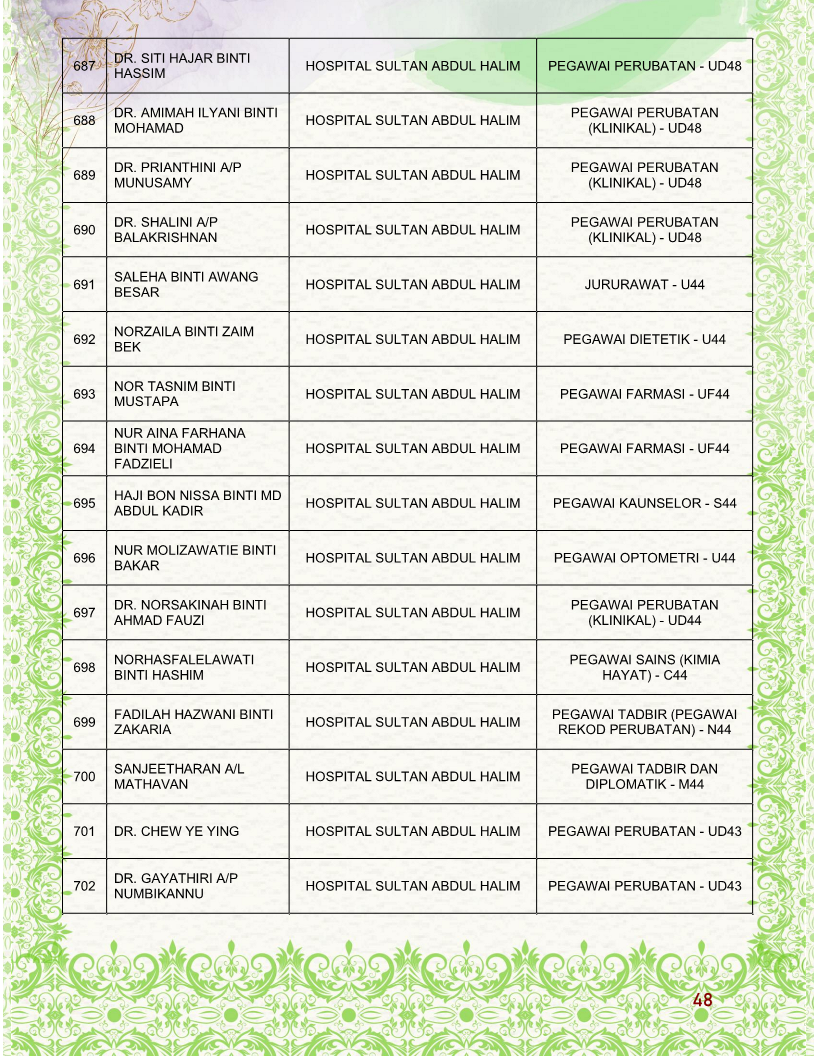 687
DR. SITI HAJAR BINTI
HASSIM
HOSPITAL SULTAN ABDUL HALIM
PEGAWAI PERUBATAN - UD48
688
DR. AMIMAH ILYANI BINTI
MOHAMAD
HOSPITAL SULTAN ABDUL HALIM
PEGAWAI PERUBATAN
(KLINIKAL) - UD48
689
DR. PRIANTHINI A/P
MUNUSAMY
HOSPITAL SULTAN ABDUL HALIM
PEGAWAI PERUBATAN
(KLINIKAL) - UD48
690
DR. SHALINI A/P
BALAKRISHNAN
HOSPITAL SULTAN ABDUL HALIM
PEGAWAI PERUBATAN
(KLINIKAL) - UD48
691
SALEHA BINTI AWANG
BESAR
HOSPITAL SULTAN ABDUL HALIM
JURURAWAT - U44
692
NORZAILA BINTI ZAIM
BEK
HOSPITAL SULTAN ABDUL HALIM
PEGAWAI DIETETIK - U44
693
NOR TASNIM BINTI
MUSTAPA
HOSPITAL SULTAN ABDUL HALIM
PEGAWAI FARMASI - UF44
694
NUR AINA FARHANA
BINTI MOHAMAD
FADZIELI
HOSPITAL SULTAN ABDUL HALIM
PEGAWAI FARMASI - UF44
695
HAJI BON NISSA BINTI MD
ABDUL KADIR
HOSPITAL SULTAN ABDUL HALIM
PEGAWAI KAUNSELOR - S44
696
NUR MOLIZAWATIE BINTI
BAKAR
HOSPITAL SULTAN ABDUL HALIM
PEGAWAI OPTOMETRI - U44
697
DR. NORSAKINAH BINTI
AHMAD FAUZI
HOSPITAL SULTAN ABDUL HALIM
PEGAWAI PERUBATAN
(KLINIKAL) - UD44
698
NORHASFALELAWATI
BINTI HASHIM
HOSPITAL SULTAN ABDUL HALIM
PEGAWAI SAINS (KIMIA
HAYAT) - C44
699
FADILAH HAZWANI BINTI
ZAKARIA
HOSPITAL SULTAN ABDUL HALIM
PEGAWAI TADBIR (PEGAWAI
REKOD PERUBATAN) - N44
700
SANJEETHARAN A/L
MATHAVAN
HOSPITAL SULTAN ABDUL HALIM
PEGAWAI TADBIR DAN
DIPLOMATIK - M44
701
DR. CHEW YE YING
HOSPITAL SULTAN ABDUL HALIM
PEGAWAI PERUBATAN - UD43
702
DR. GAYATHIRI A/P
NUMBIKANNU
HOSPITAL SULTAN ABDUL HALIM
PEGAWAI PERUBATAN - UD43
48